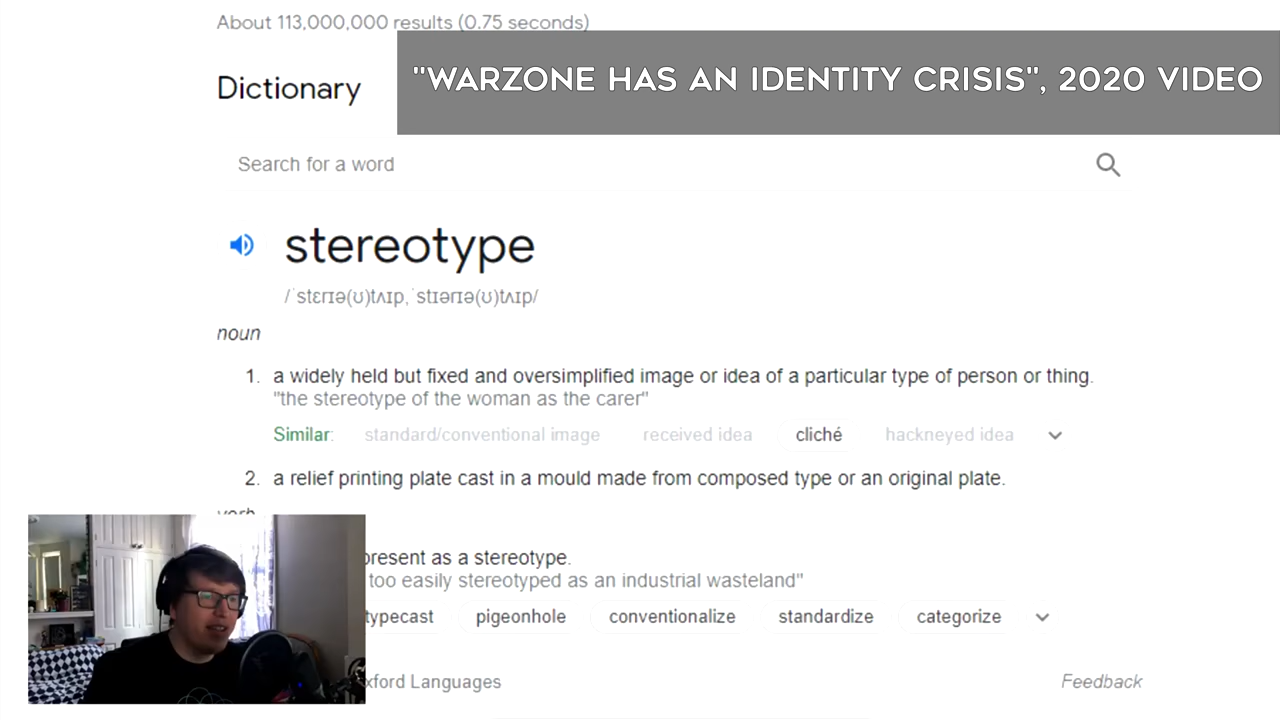 About 113,000,000 results (0.75 seconds)
"WARZONE HAS AN IDENTITY CRISIS", 2020 VIDEO
Dictionary
Search for a word
stereotype
/ˈstɛrɪə(ʊ)tʌɪp,ˈstɪərɪə(ʊ)tʌɪp/
noun
1. a widely held but fixed and oversimplified image or idea of a particular type of person or thing.
"the stereotype of the woman as the carer"
Similar: standard/conventional image received idea cliché hackneyed idea
2. a relief printing plate cast in a mould made from composed type or an original plate.
verb
present as a stereotype.
too easily stereotyped as an industrial wasteland"
typecast pigeonhole conventionalize standardize categorize
xford Languages
Feedback